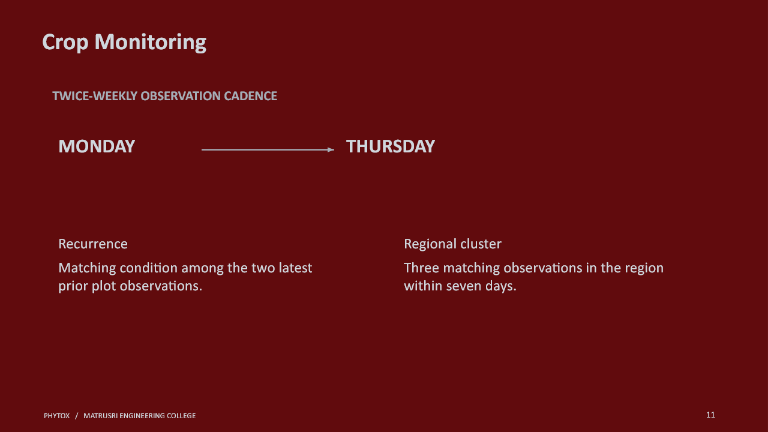 Crop Monitoring
TWICE-WEEKLY OBSERVATION CADENCE
MONDAY
THURSDAY
Recurrence
Matching condition among the two latest
prior plot observations.
Regional cluster
Three matching observations in the region
within seven days.
PHYTOX / MATRUSRI ENGINEERING COLLEGE
11